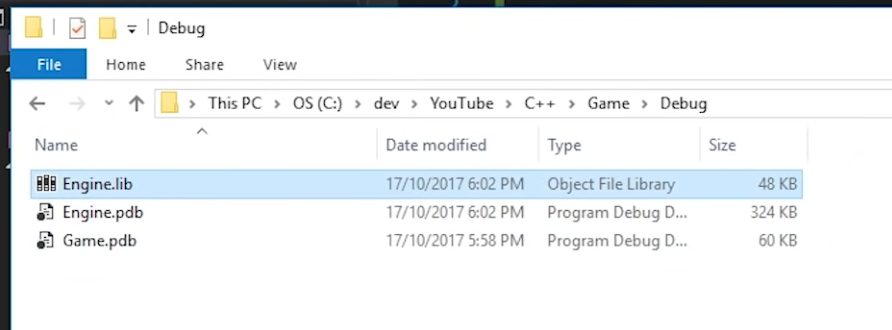 Debug
File Home Share View
This PC OS (C:) dev YouTube C++ Game Debug
Name Date modified Type Size
Engine.lib 17/10/2017 6:02 PM Object File Library 48 KB
Engine.pdb 17/10/2017 6:02 PM Program Debug D... 324 KB
Game.pdb 17/10/2017 5:58 PM Program Debug D... 60 KB